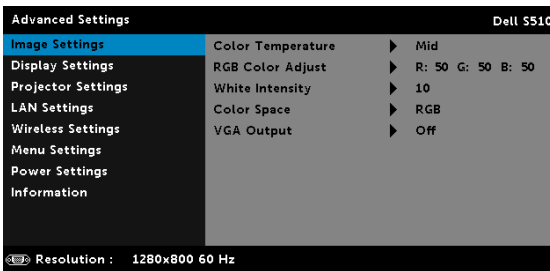 Advanced Settings Dell S510
Image Settings
Display Settings
Projector Settings
LAN Settings
Wireless Settings
Menu Settings
Power Settings
Information
Color Temperature Mid
RGB Color Adjust R: 50 G: 50 B: 50
White Intensity 10
Color Space RGB
VGA Output Off
Resolution : 1280x800 60 Hz